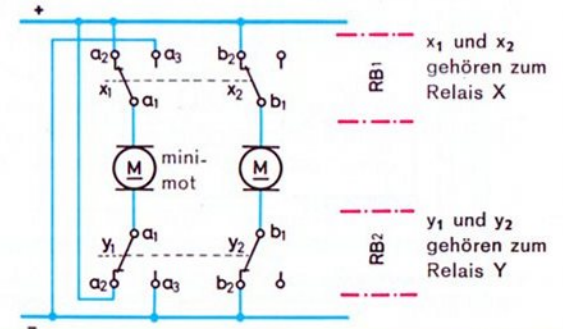 +
a₂ a₃ b₂
x₁ x₂
a₁ b₁
RB1
x₁ und x₂
gehören zum
Relais X
M mini-
mot
M
a₁ b₁
y₁ y₂
a₂ a₃ b₂
RB2
y₁ und y₂
gehören zum
Relais Y
–